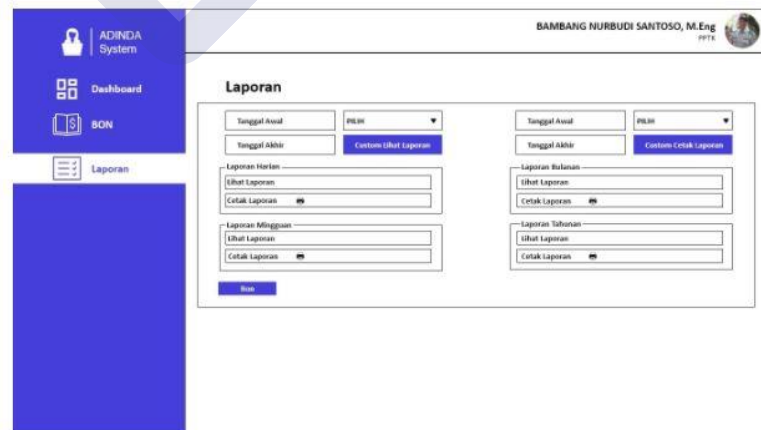 ADINDA
System
BAMBANG NURBUDI SANTOSO, M.Eng
PPTK
Dashboard
BON
Laporan
Laporan
Tanggal Awal PILIH
Tanggal Akhir Custom Lihat Laporan
Laporan Harian
Lihat Laporan
Cetak Laporan
Laporan Mingguan
Lihat Laporan
Cetak Laporan
Bon
Tanggal Awal PILIH
Tanggal Akhir Custom Cetak Laporan
Laporan Bulanan
Lihat Laporan
Cetak Laporan
Laporan Tahunan
Lihat Laporan
Cetak Laporan